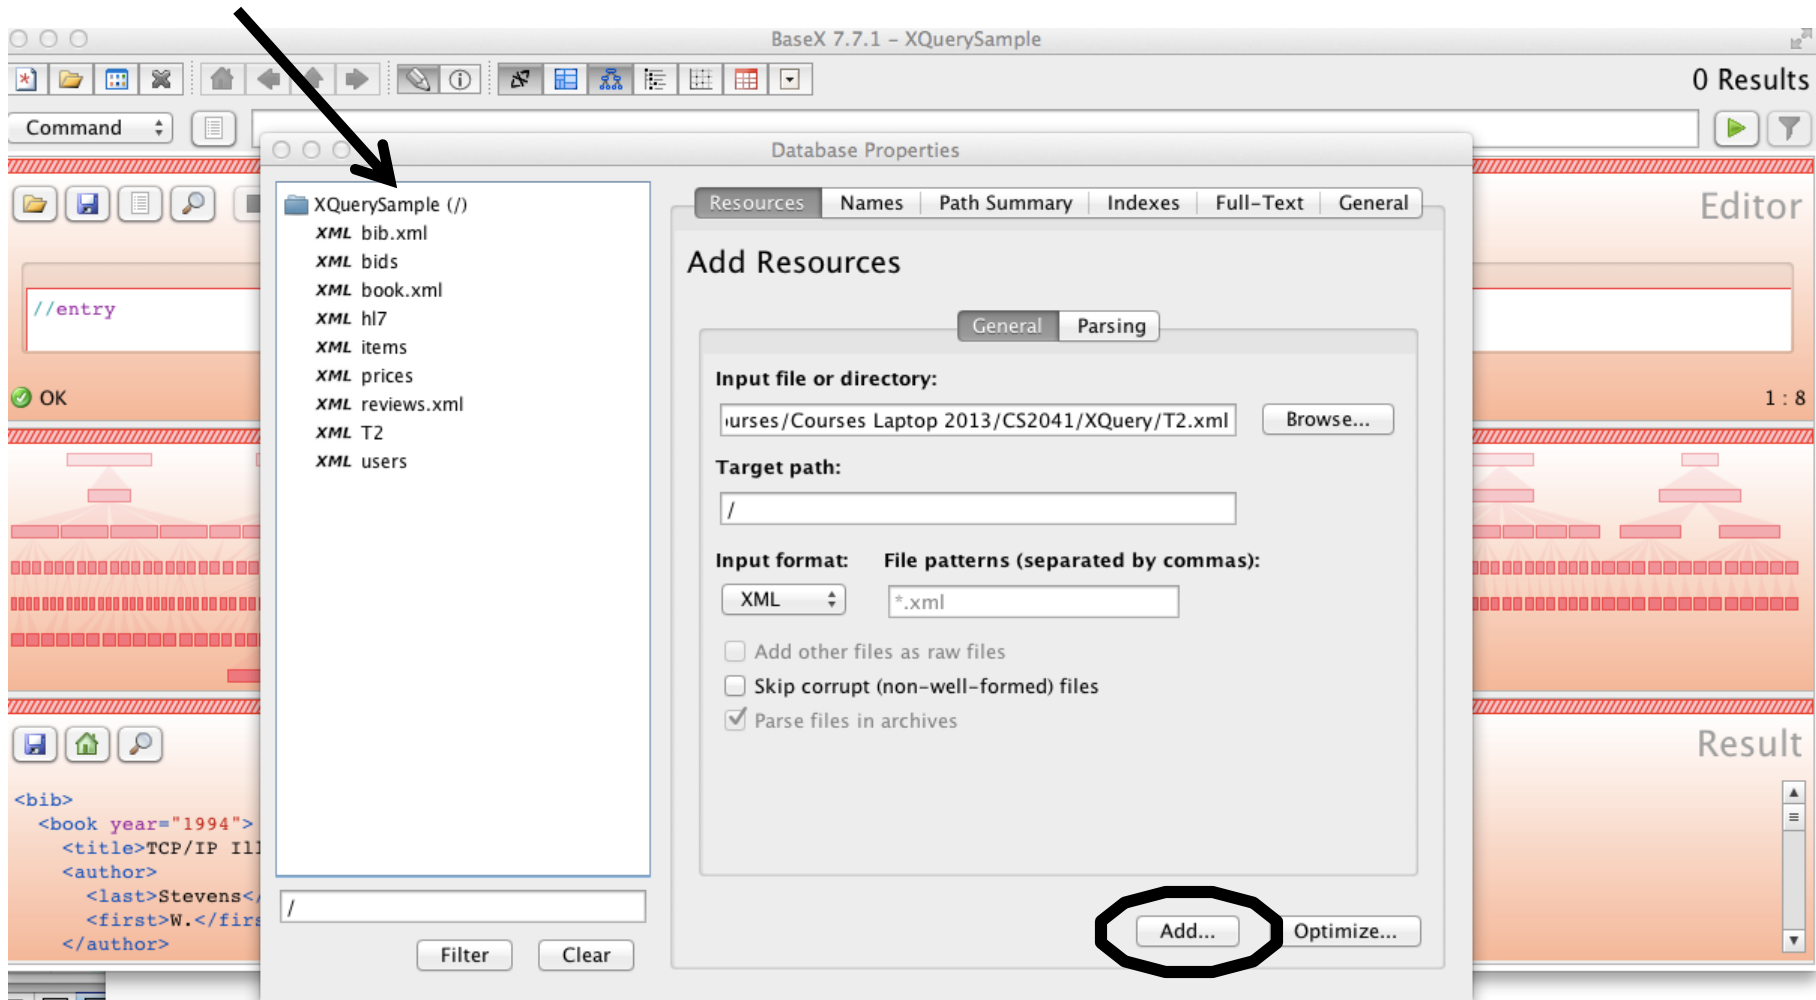 BaseX 7.7.1 – XQuerySample
0 Results
Command
Database Properties
XQuerySample (/)
XML bib.xml
XML bids
XML book.xml
XML hl7
XML items
XML prices
XML reviews.xml
XML T2
XML users
/
Filter Clear
Resources Names Path Summary Indexes Full-Text General
Add Resources
General Parsing
Input file or directory:
urses/Courses Laptop 2013/CS2041/XQuery/T2.xml Browse...
Target path:
/
Input format: File patterns (separated by commas):
XML *.xml
Add other files as raw files
Skip corrupt (non-well-formed) files
Parse files in archives
Add... Optimize...
Editor
//entry
OK
1 : 8
Result
<bib>
<book year="1994">
<title>TCP/IP Ill
<author>
<last>Stevens</
<first>W.</firs
</author>